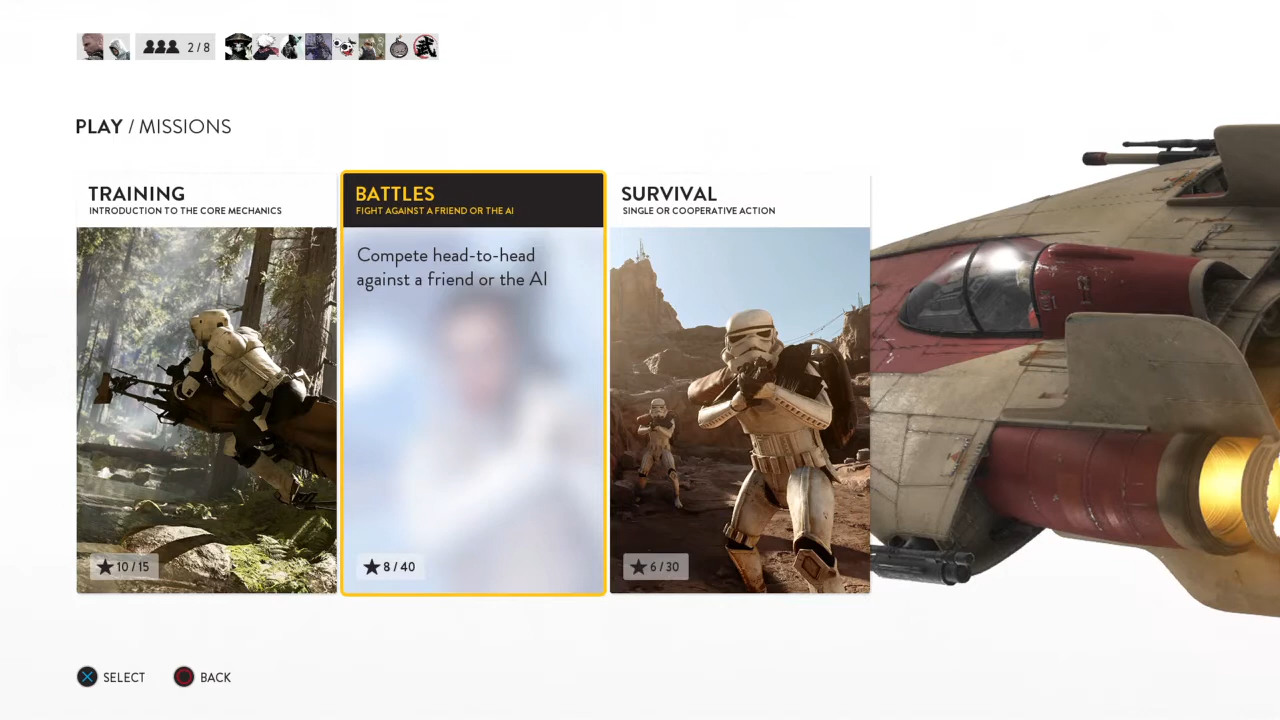 2 / 8
PLAY / MISSIONS
TRAINING
INTRODUCTION TO THE CORE MECHANICS
10 / 15
BATTLES
FIGHT AGAINST A FRIEND OR THE AI
Compete head-to-head
against a friend or the AI
8 / 40
SURVIVAL
SINGLE OR COOPERATIVE ACTION
6 / 30
SELECT
BACK